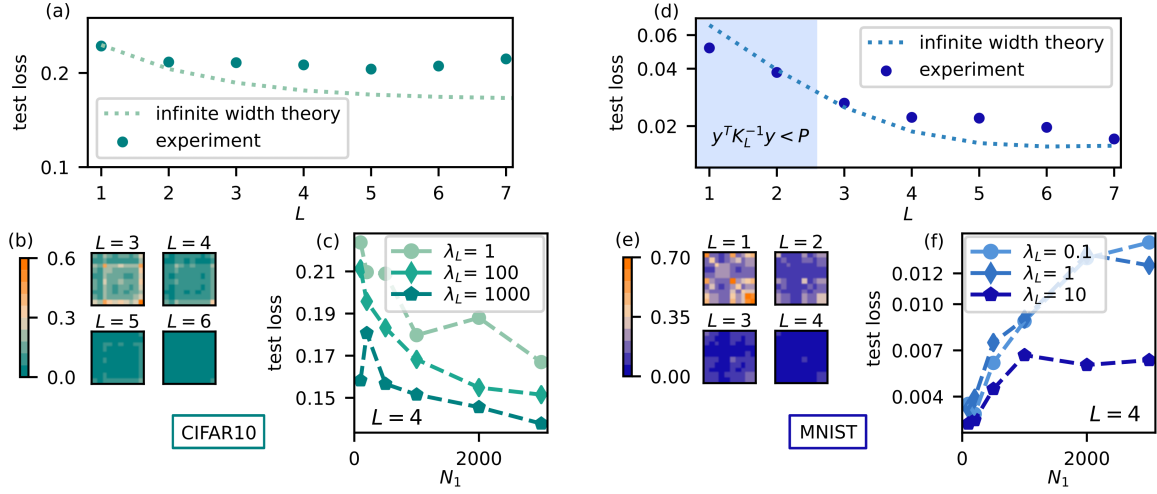 (a)
test loss
0.2
0.1
infinite width theory
experiment
1 2 3 4 5 6 7
L
(d)
test loss
0.06
0.04
0.02
infinite width theory
experiment
y^T K_L^{-1} y < P
1 2 3 4 5 6 7
L
(b)
0.6
0.3
0.0
L = 3
L = 4
L = 5
L = 6
CIFAR10
(c)
test loss
0.21
0.19
0.17
0.15
λ_L = 1
λ_L = 100
λ_L = 1000
L = 4
0 2000
N_1
(e)
0.70
0.35
0.00
L = 1
L = 2
L = 3
L = 4
MNIST
(f)
test loss
0.012
0.010
0.007
0.004
λ_L = 0.1
λ_L = 1
λ_L = 10
L = 4
0 2000
N_1